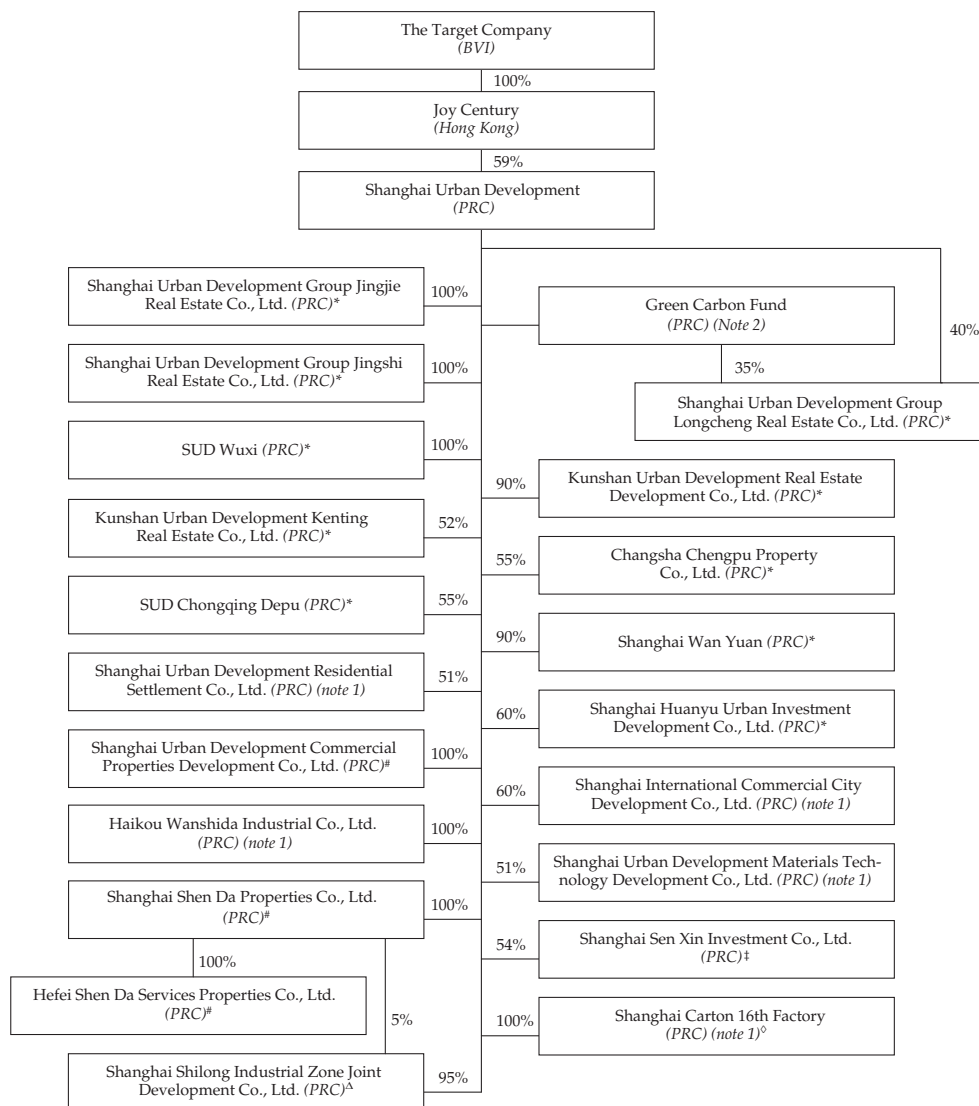 The Target Company
(BVI)
100%
Joy Century
(Hong Kong)
59%
Shanghai Urban Development
(PRC)
Shanghai Urban Development Group Jingjie
Real Estate Co., Ltd. (PRC)*
100%
Green Carbon Fund
(PRC) (Note 2)
40%
35%
Shanghai Urban Development Group Jingshi
Real Estate Co., Ltd. (PRC)*
100%
Shanghai Urban Development Group
Longcheng Real Estate Co., Ltd. (PRC)*
SUD Wuxi (PRC)*
100%
90%
Kunshan Urban Development Real Estate
Development Co., Ltd. (PRC)*
Kunshan Urban Development Kenting
Real Estate Co., Ltd. (PRC)*
52%
55%
Changsha Chengpu Property
Co., Ltd. (PRC)*
SUD Chongqing Depu (PRC)*
55%
90%
Shanghai Wan Yuan (PRC)*
Shanghai Urban Development Residential
Settlement Co., Ltd. (PRC) (note 1)
51%
60%
Shanghai Huanyu Urban Investment
Development Co., Ltd. (PRC)*
Shanghai Urban Development Commercial
Properties Development Co., Ltd. (PRC)#
100%
60%
Shanghai International Commercial City
Development Co., Ltd. (PRC) (note 1)
Haikou Wanshida Industrial Co., Ltd.
(PRC) (note 1)
100%
51%
Shanghai Urban Development Materials Tech-
nology Development Co., Ltd. (PRC) (note 1)
Shanghai Shen Da Properties Co., Ltd.
(PRC)#
100%
54%
Shanghai Sen Xin Investment Co., Ltd.
(PRC)‡
100%
Hefei Shen Da Services Properties Co., Ltd.
(PRC)#
5%
100%
Shanghai Carton 16th Factory
(PRC) (note 1)◊
Shanghai Shilong Industrial Zone Joint
Development Co., Ltd. (PRC)Δ
95%